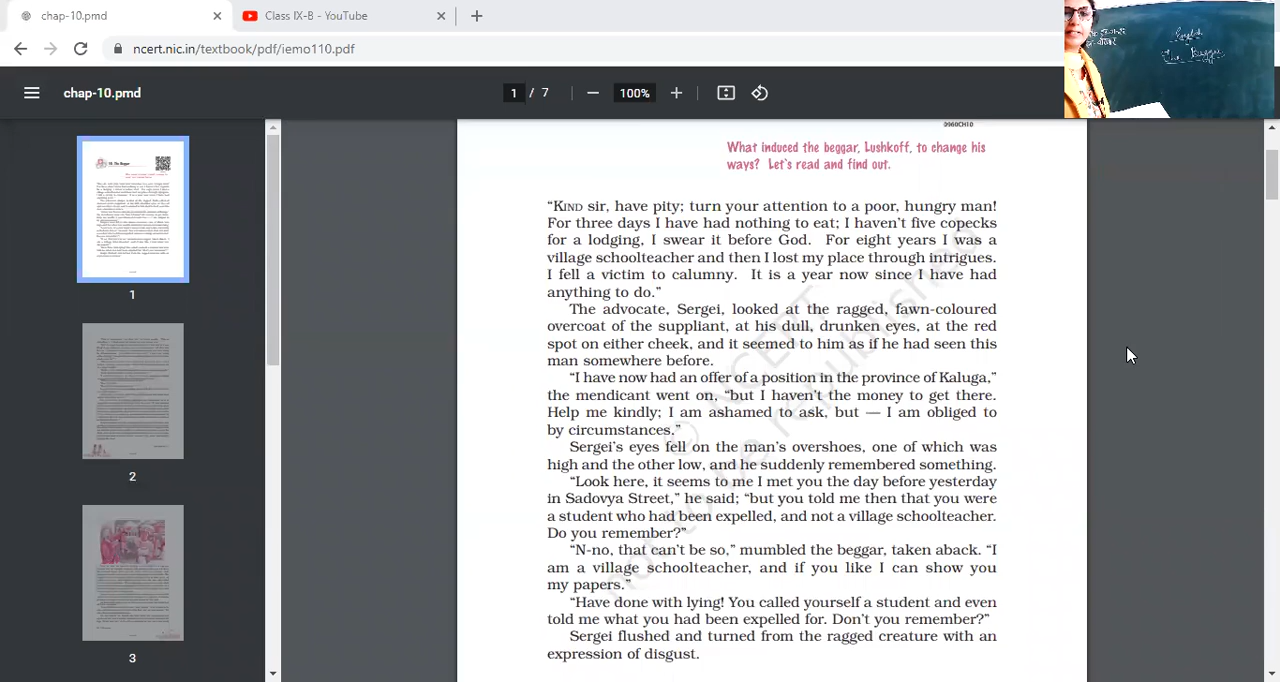 chap-10.pmd
Class IX-B - YouTube
ncert.nic.in/textbook/pdf/iemo110.pdf
English
The Beggar
chap-10.pmd
1 / 7
100%
0960CH10
What induced the beggar, Lushkoff, to change his
ways? Let's read and find out.
“KIND sir, have pity; turn your attention to a poor, hungry man!
For three days I have had nothing to eat; I haven’t five copecks
for a lodging, I swear it before God. For eight years I was a
village schoolteacher and then I lost my place through intrigues.
I fell a victim to calumny. It is a year now since I have had
anything to do.”
The advocate, Sergei, looked at the ragged, fawn-coloured
overcoat of the suppliant, at his dull, drunken eyes, at the red
spot on either cheek, and it seemed to him as if he had seen this
man somewhere before.
“I have now had an offer of a position in the province of Kaluga,”
the mendicant went on, “but I haven’t the money to get there.
Help me kindly; I am ashamed to ask, but — I am obliged to
by circumstances.”
Sergei’s eyes fell on the man’s overshoes, one of which was
high and the other low, and he suddenly remembered something.
“Look here, it seems to me I met you the day before yesterday
in Sadovya Street,” he said; “but you told me then that you were
a student who had been expelled, and not a village schoolteacher.
Do you remember?”
“N-no, that can’t be so,” mumbled the beggar, taken aback. “I
am a village schoolteacher, and if you like I can show you
my papers.”
“Have done with lying! You called yourself a student and even
told me what you had been expelled for. Don’t you remember?”
Sergei flushed and turned from the ragged creature with an
expression of disgust.
1
2
3